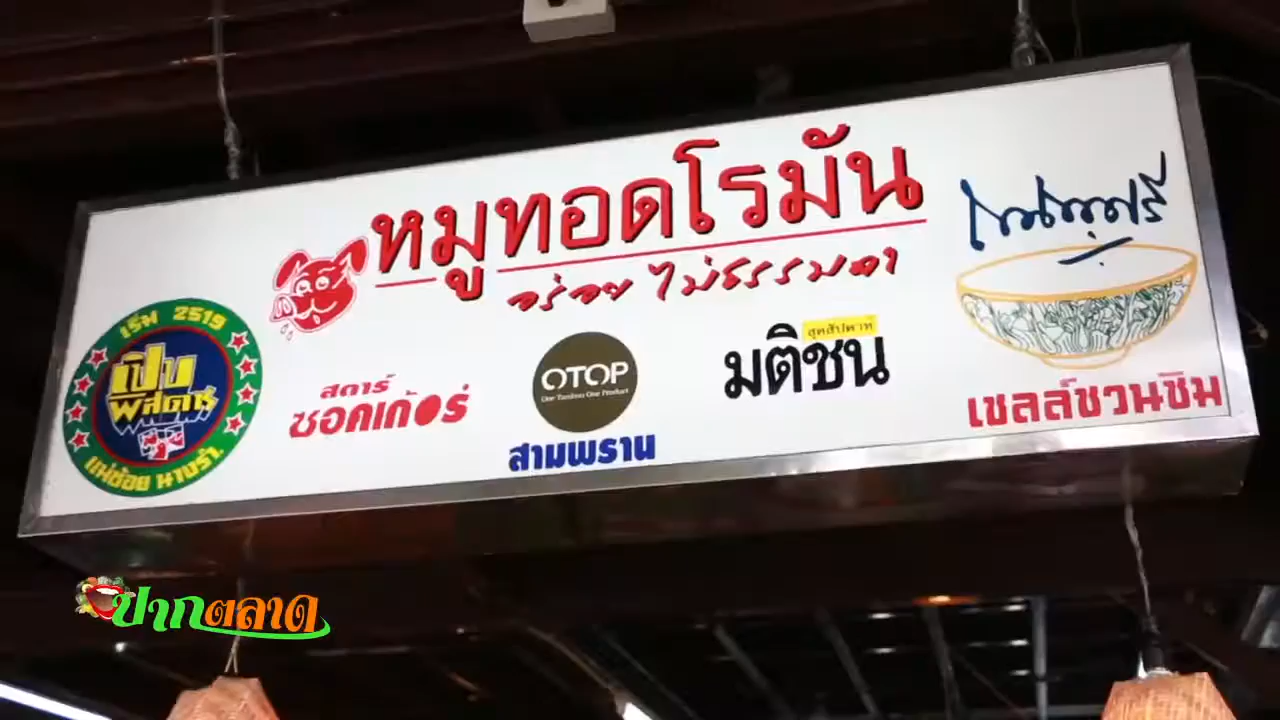 หมูทอดโรมัน
อร่อย ไม่ธรรมดา
เริ่ม 2519
เปิบ
พิสดาร
แม่ช้อย นางรำ
สตาร์
ซอคเก้อร์
OTOP
One Tambon One Product
สามพราน
สุดสัปดาห์
มติชน
เชลล์ชวนชิม
ปากตลาด